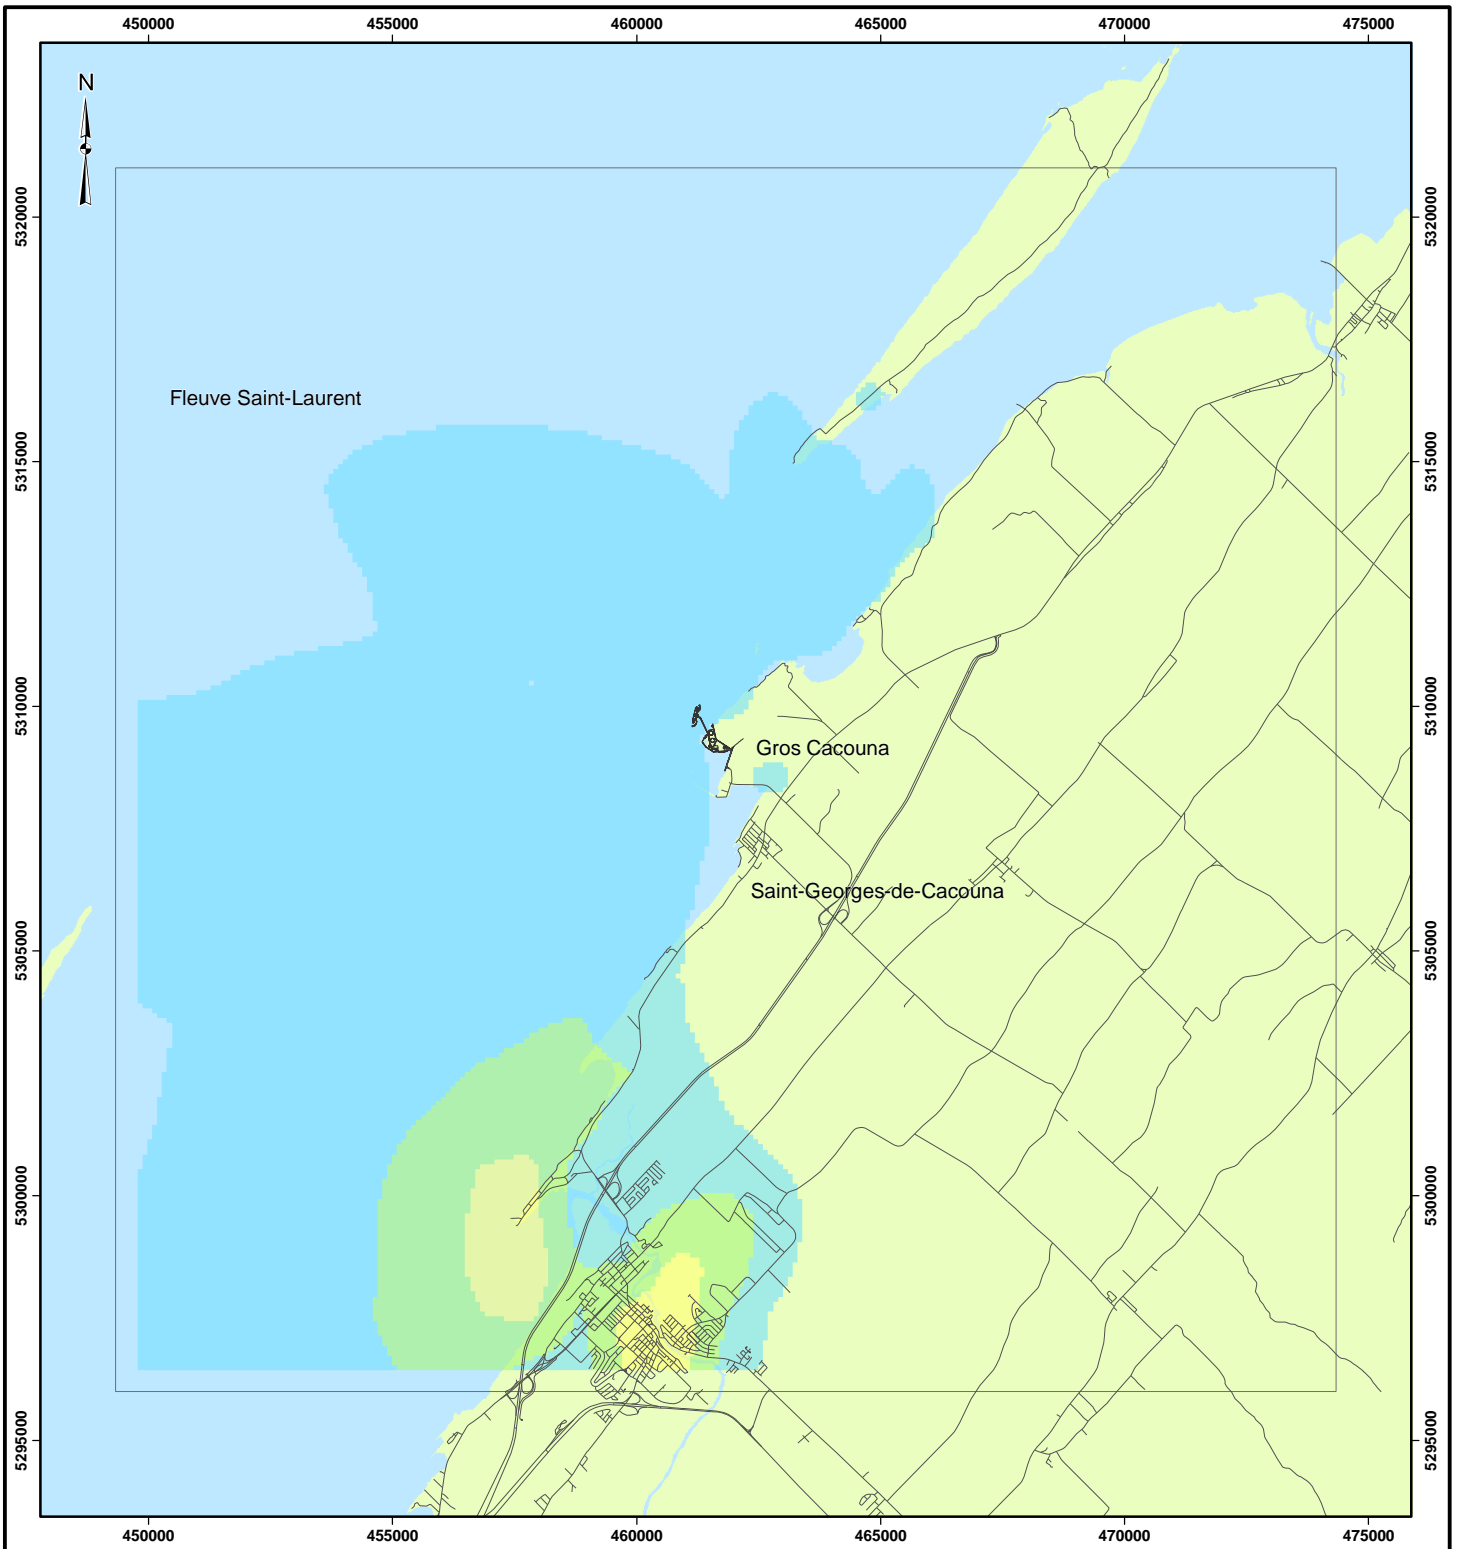 450000 455000 460000 465000 470000 475000
N
5320000 5320000
Fleuve Saint-Laurent
5315000 5315000
5310000 5310000
Gros Cacouna
Saint-Georges-de-Cacouna
5305000 5305000
5300000 5300000
5295000 5295000
450000 455000 460000 465000 470000 475000